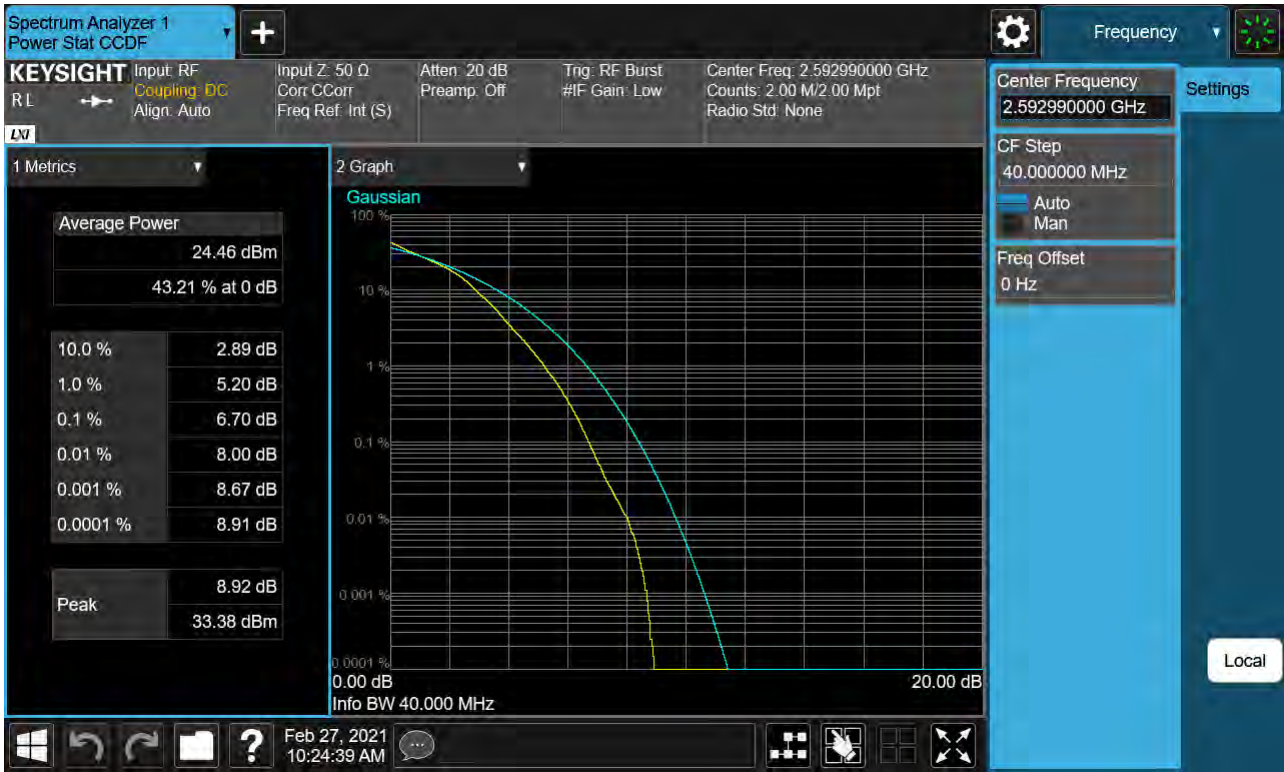 Spectrum Analyzer 1
Power Stat CCDF
+
Frequency
KEYSIGHT
RL
LXI
Input: RF
Coupling: DC
Align: Auto
Input Z: 50 Ω
Corr CCorr
Freq Ref: Int (S)
Atten: 20 dB
Preamp: Off
Trig: RF Burst
#IF Gain: Low
Center Freq: 2.592990000 GHz
Counts: 2.00 M/2.00 Mpt
Radio Std: None
Center Frequency
2.592990000 GHz
Settings
CF Step
40.000000 MHz
Auto
Man
Freq Offset
0 Hz
1 Metrics
Average Power
24.46 dBm
43.21 % at 0 dB
10.0 % 2.89 dB
1.0 % 5.20 dB
0.1 % 6.70 dB
0.01 % 8.00 dB
0.001 % 8.67 dB
0.0001 % 8.91 dB
Peak
8.92 dB
33.38 dBm
2 Graph
Gaussian
100 %
10 %
1 %
0.1 %
0.01 %
0.001 %
0.0001 %
0.00 dB 20.00 dB
Info BW 40.000 MHz
Local
?
Feb 27, 2021
10:24:39 AM